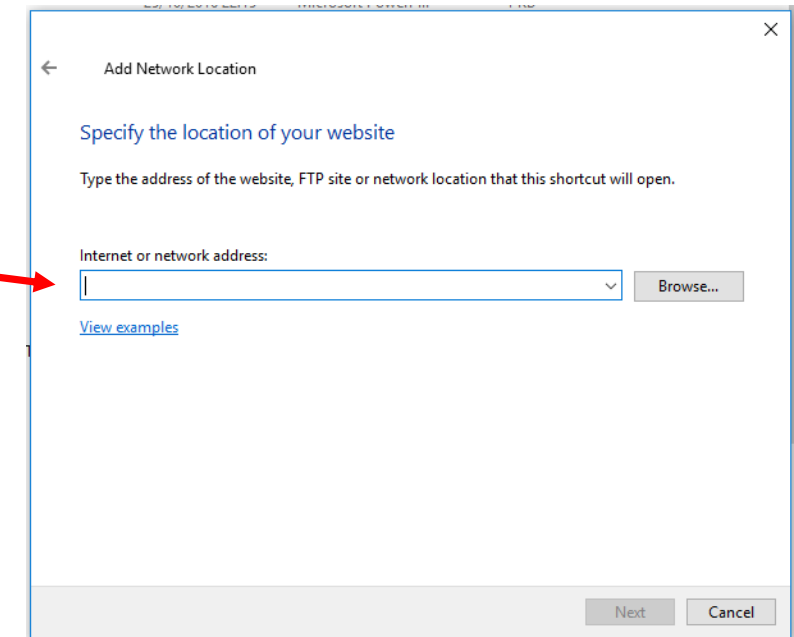 Add Network Location
Specify the location of your website
Type the address of the website, FTP site or network location that this shortcut will open.
Internet or network address:
Browse...
View examples
Next
Cancel